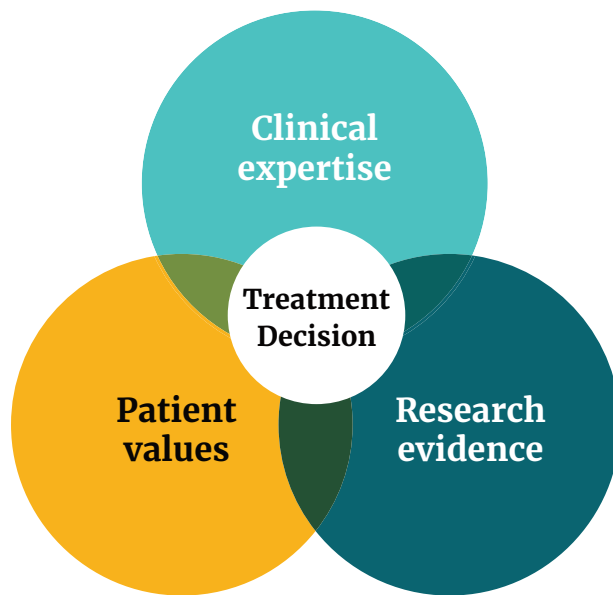 Clinical
expertise
Treatment
Decision
Patient
values
Research
evidence